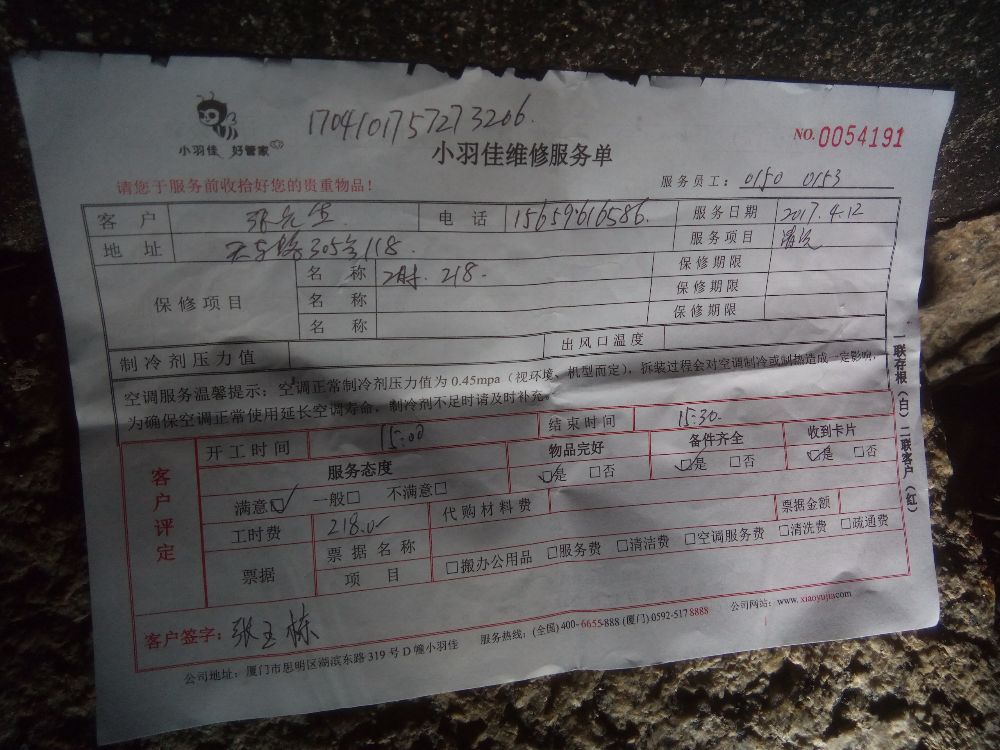 1704101757273206.
小羽佳 好管家
小羽佳维修服务单
NO.0054191
请您于服务前收拾好您的贵重物品!
服务员工: 0150 0153
客户 张先生. 电话 15659616586. 服务日期 2017.4.12
地址 305号118. 服务项目 清洗
保修项目 名称 218. 保修期限
名称 保修期限
名称 保修期限
制冷剂压力值 出风口温度
空调服务温馨提示:空调正常制冷剂压力值为 0.45mpa(视环境、机型而定),拆装过程会对空调制冷或制热造成一定影响,
为确保空调正常使用延长空调寿命,制冷剂不足时请及时补充。
联存根(白)二联客户(红)
客户评定
开工时间 15:00 结束时间 15:30.
服务态度 物品完好 备件齐全 收到卡片
满意☑ 一般□ 不满意□ ☑是 □否 ☑是 □否 ☑是 □否
工时费 218.0 代购材料费 票据金额
票据 票据名称
项目 □搬办公用品 □服务费 □清洁费 □空调服务费 □清洗费 □疏通费
客户签字: 张玉栋
公司地址:厦门市思明区湖滨东路 319 号 D 幢小羽佳 服务热线:(全国)400-6655-888 (厦门)0592-5178888 公司网站:www.xiaoyujia.com